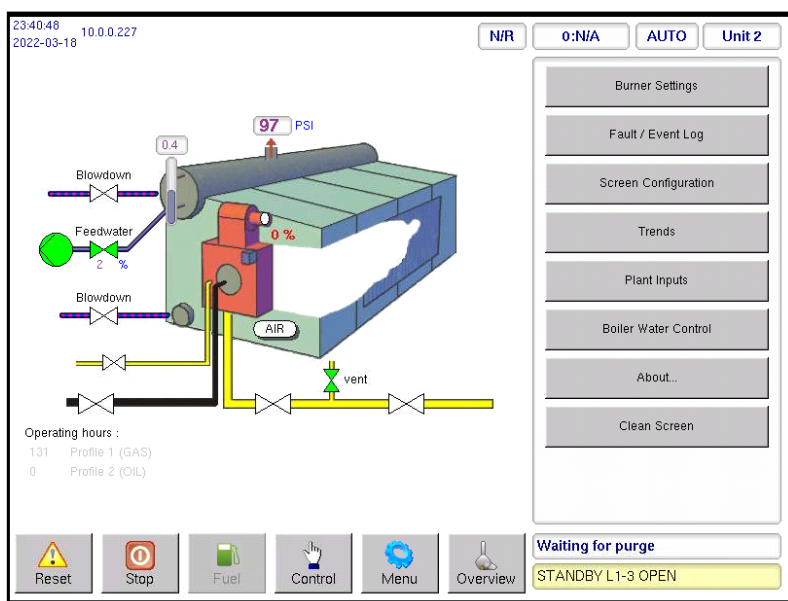 23:40:48 10.0.0.227
2022-03-18
N/R 0:N/A AUTO Unit 2
Burner Settings
Fault / Event Log
Screen Configuration
Trends
Plant Inputs
Boiler Water Control
About...
Clean Screen
97 PSI
0.4
Blowdown
Feedwater
0 %
2 %
Blowdown
AIR
vent
Operating hours :
131 Profile 1 (GAS)
0 Profile 2 (OIL)
Reset Stop Fuel Control Menu Overview
Waiting for purge
STANDBY L1-3 OPEN